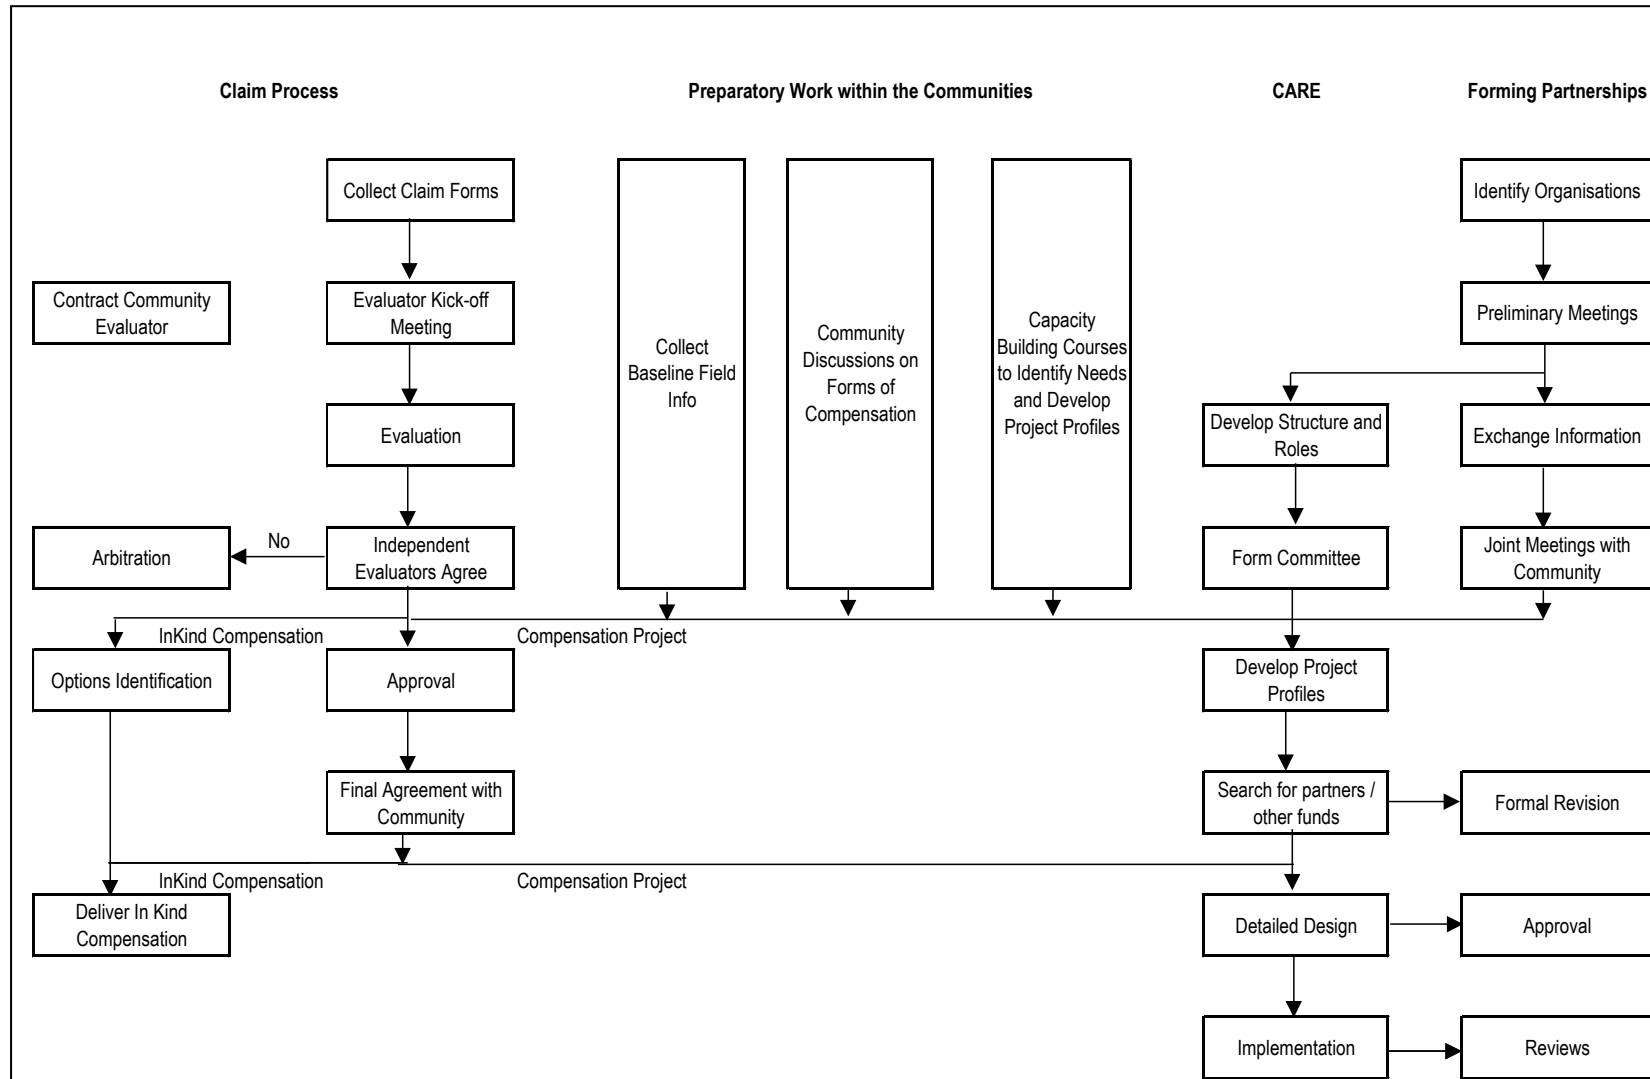 Claim Process
Preparatory Work within the Communities
CARE
Forming Partnerships
Collect Claim Forms
Identify Organisations
Contract Community
Evaluator
Evaluator Kick-off
Meeting
Preliminary Meetings
Collect
Baseline Field
Info
Community
Discussions on
Forms of
Compensation
Capacity
Building Courses
to Identify Needs
and Develop
Project Profiles
Evaluation
Develop Structure and
Roles
Exchange Information
Arbitration
No
Independent
Evaluators Agree
Form Committee
Joint Meetings with
Community
InKind Compensation
Compensation Project
Options Identification
Approval
Develop Project
Profiles
Final Agreement with
Community
Search for partners /
other funds
Formal Revision
InKind Compensation
Compensation Project
Deliver In Kind
Compensation
Detailed Design
Approval
Implementation
Reviews